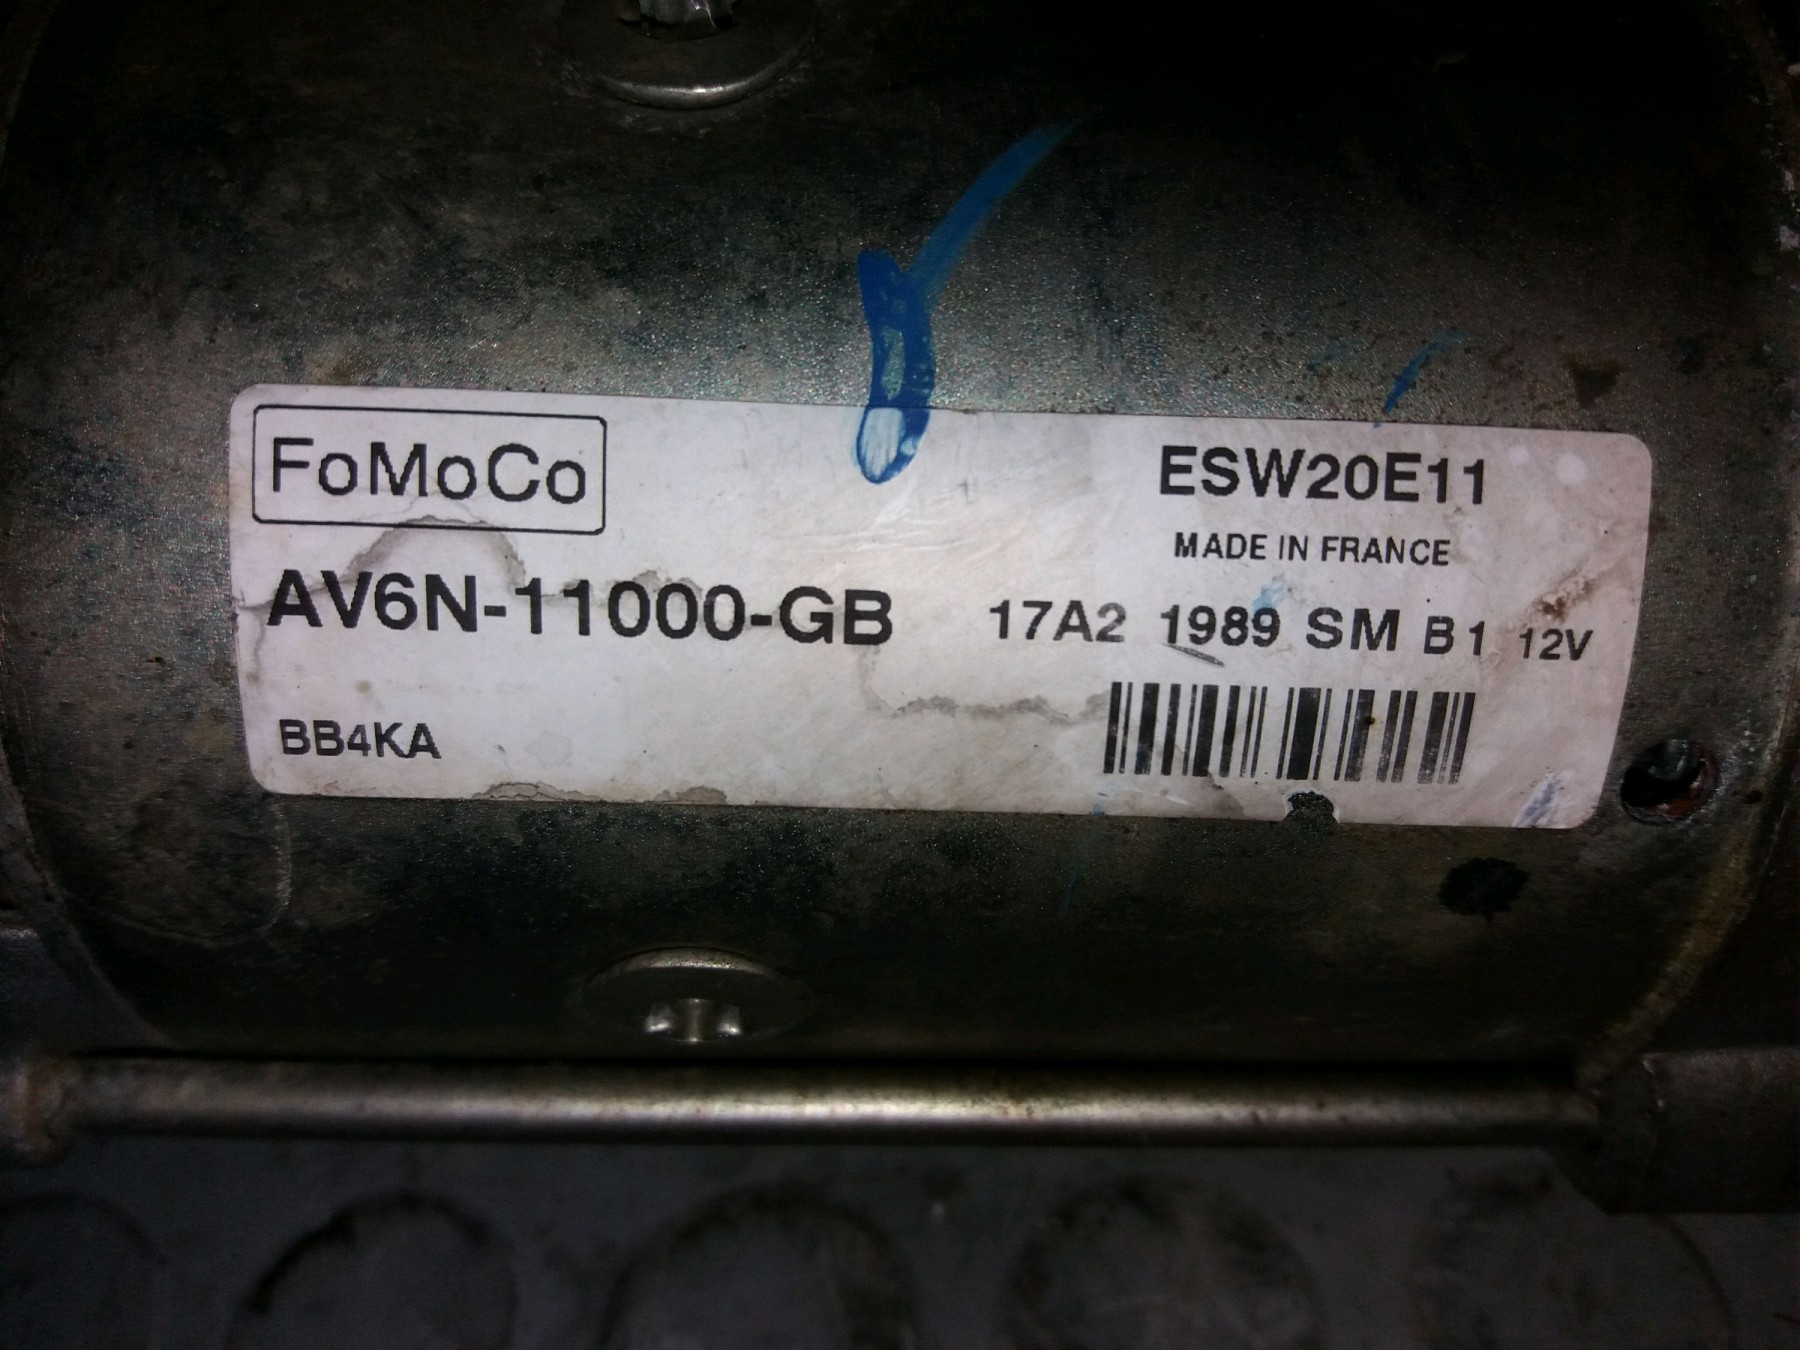 FoMoCo
ESW20E11
MADE IN FRANCE
AV6N-11000-GB 17A2 1989 SM B1 12V
BB4KA